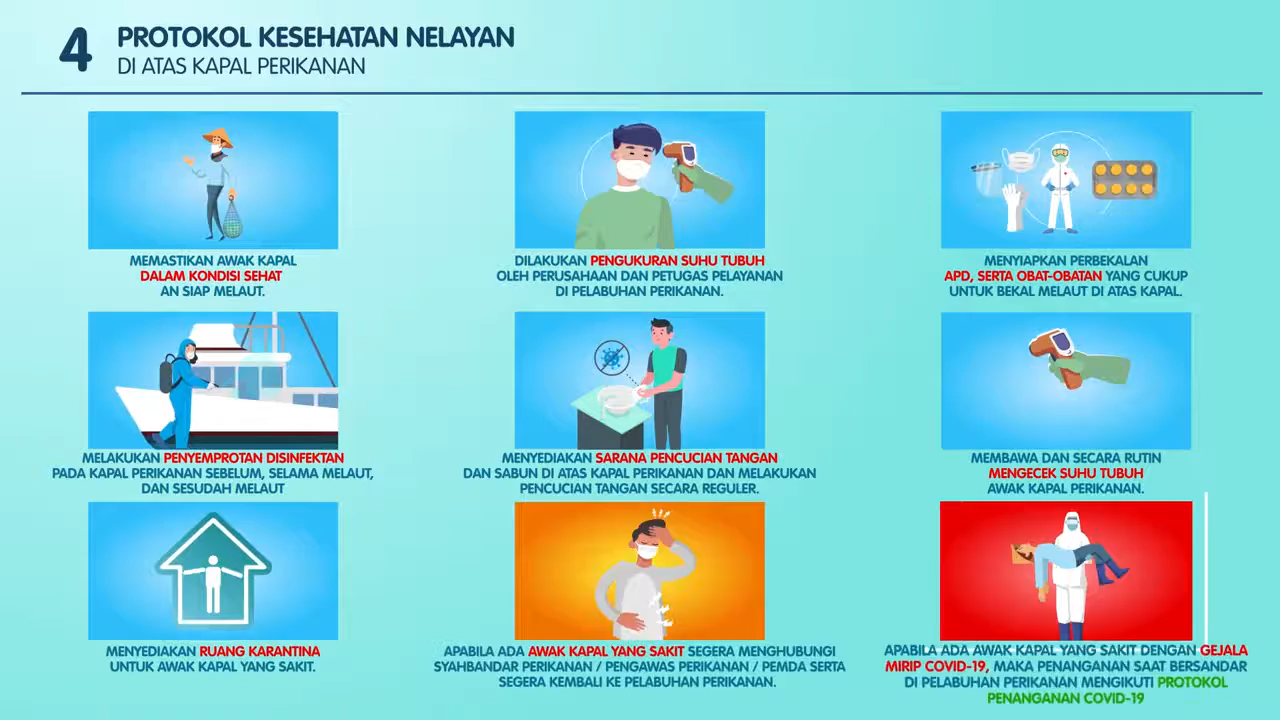 4
PROTOKOL KESEHATAN NELAYAN
DI ATAS KAPAL PERIKANAN
MEMASTIKAN AWAK KAPAL
DALAM KONDISI SEHAT
AN SIAP MELAUT.
DILAKUKAN PENGUKURAN SUHU TUBUH
OLEH PERUSAHAAN DAN PETUGAS PELAYANAN
DI PELABUHAN PERIKANAN.
MENYIAPKAN PERBEKALAN
APD, SERTA OBAT-OBATAN YANG CUKUP
UNTUK BEKAL MELAUT DI ATAS KAPAL.
MELAKUKAN PENYEMPROTAN DISINFEKTAN
PADA KAPAL PERIKANAN SEBELUM, SELAMA MELAUT,
DAN SESUDAH MELAUT
MENYEDIAKAN SARANA PENCUCIAN TANGAN
DAN SABUN DI ATAS KAPAL PERIKANAN DAN MELAKUKAN
PENCUCIAN TANGAN SECARA REGULER.
MEMBAWA DAN SECARA RUTIN
MENGECEK SUHU TUBUH
AWAK KAPAL PERIKANAN.
MENYEDIAKAN RUANG KARANTINA
UNTUK AWAK KAPAL YANG SAKIT.
APABILA ADA AWAK KAPAL YANG SAKIT SEGERA MENGHUBUNGI
SYAHBANDAR PERIKANAN / PENGAWAS PERIKANAN / PEMDA SERTA
SEGERA KEMBALI KE PELABUHAN PERIKANAN.
APABILA ADA AWAK KAPAL YANG SAKIT DENGAN GEJALA
MIRIP COVID-19, MAKA PENANGANAN SAAT BERSANDAR
DI PELABUHAN PERIKANAN MENGIKUTI PROTOKOL
PENANGANAN COVID-19